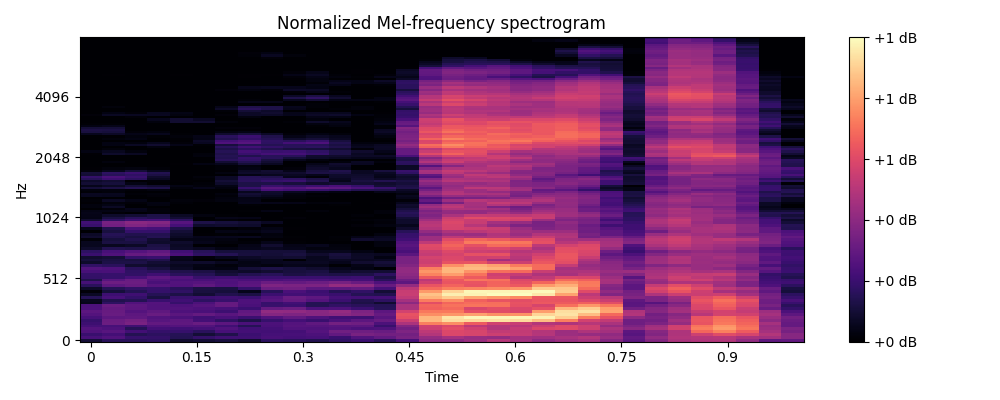 Normalized Mel-frequency spectrogram
+1 dB
+1 dB
+1 dB
+0 dB
+0 dB
+0 dB
4096
2048
1024
512
0
Hz
0 0.15 0.3 0.45 0.6 0.75 0.9
Time